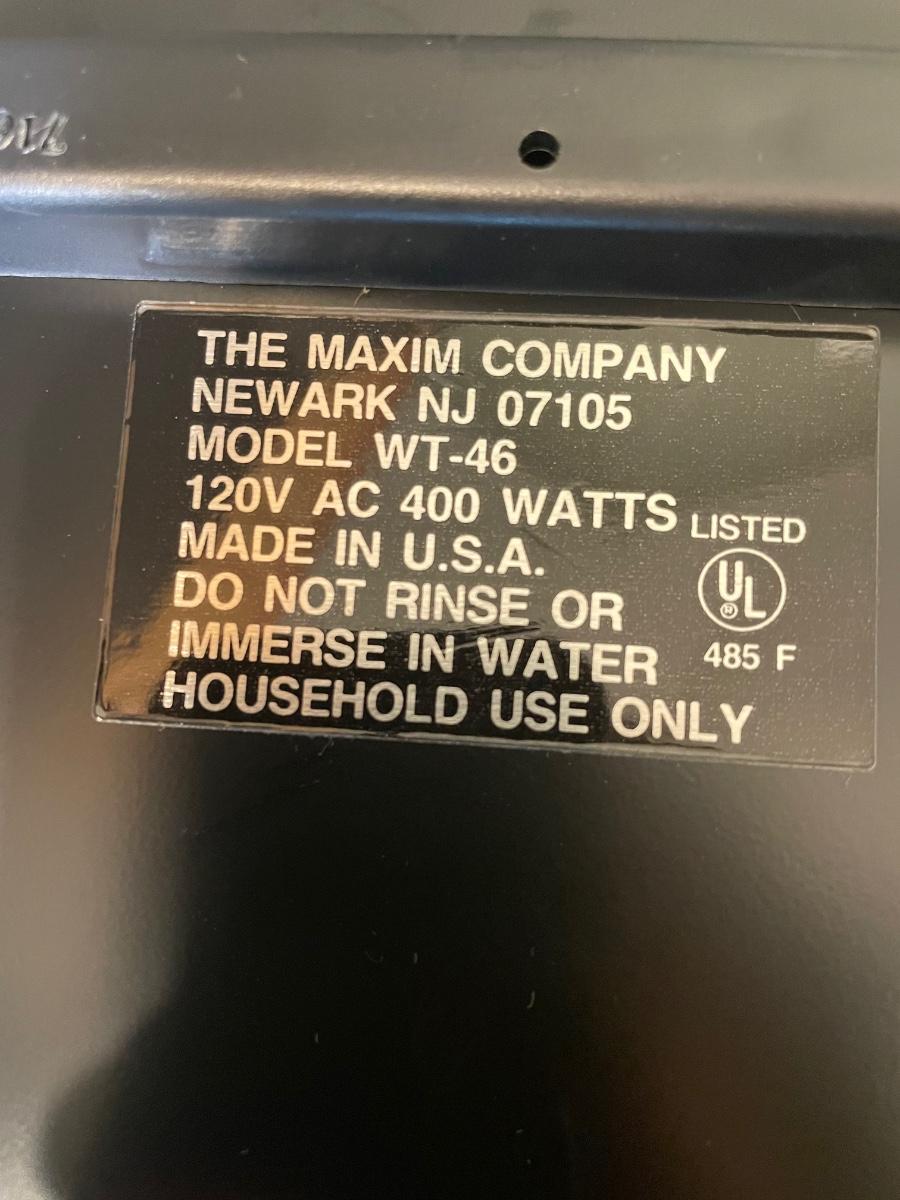 THE MAXIM COMPANY
NEWARK NJ 07105
MODEL WT-46
120V AC 400 WATTS
MADE IN U.S.A.
DO NOT RINSE OR
IMMERSE IN WATER
HOUSEHOLD USE ONLY
LISTED
UL
®
485 F